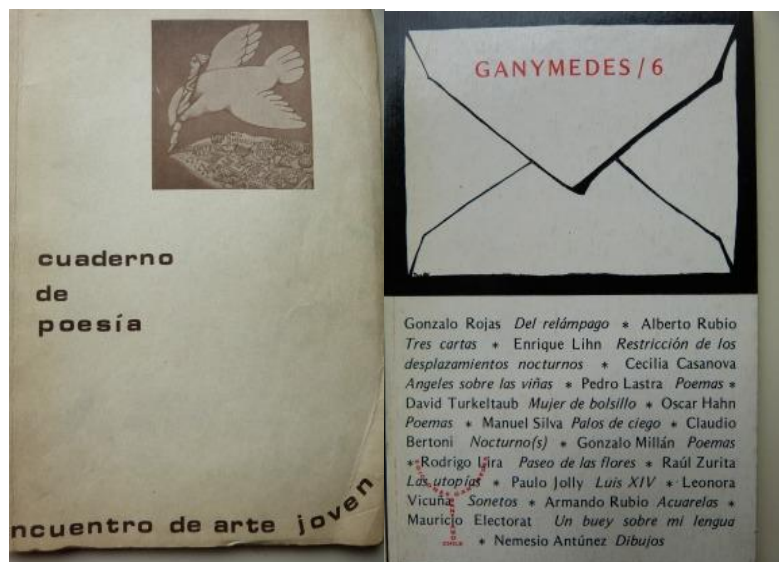 cuaderno
de
poesía
ncuentro de arte joven
GANYMEDES / 6
Gonzalo Rojas Del relámpago * Alberto Rubio
Tres cartas * Enrique Lihn Restricción de los
desplazamientos nocturnos * Cecilia Casanova
Angeles sobre las viñas * Pedro Lastra Poemas *
David Turkeltaub Mujer de bolsillo * Oscar Hahn
Poemas * Manuel Silva Palos de ciego * Claudio
Bertoni Nocturno(s) * Gonzalo Millán Poemas
* Rodrigo Lira Paseo de las flores * Raúl Zurita
Las utopías * Paulo Jolly Luis XIV * Leonora
Vicuña Sonetos * Armando Rubio Acuarelas *
Mauricio Electorat Un buey sobre mi lengua
* Nemesio Antúnez Dibujos
CHILE